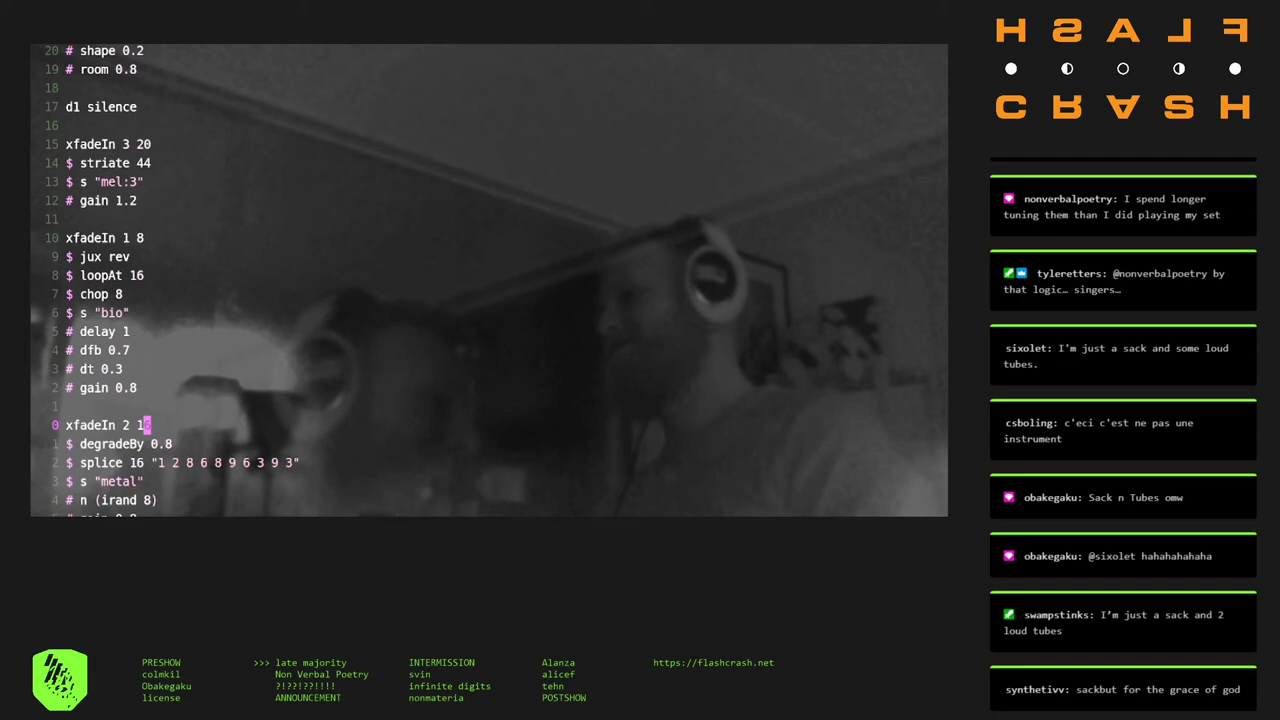 20 # shape 0.2
19 # room 0.8
18
17 d1 silence
16
15 xfadeIn 3 20
14 $ striate 44
13 $ s "mel:3"
12 # gain 1.2
11
10 xfadeIn 1 8
9 $ jux rev
8 $ loopAt 16
7 $ chop 8
6 $ s "bio"
5 # delay 1
4 # dfb 0.7
3 # dt 0.3
2 # gain 0.8
1
0 xfadeIn 2 16
1 $ degradeBy 0.8
2 $ splice 16 "1 2 8 6 8 9 6 3 9 3"
3 $ s "metal"
4 # n (irand 8)
FLASH
CRASH
nonverbalpoetry: I spend longer
tuning them than I did playing my set
tyleretters: @nonverbalpoetry by
that logic… singers…
sixolet: I'm just a sack and some loud
tubes.
csboling: c'eci c'est ne pas une
instrument
obakegaku: Sack n Tubes omw
obakegaku: @sixolet hahahahahaha
swampstinks: I’m just a sack and 2
loud tubes
synthetivv: sackbut for the grace of god
PRESHOW
colmkil
Obakegaku
license
>>> late majority
Non Verbal Poetry
?!??!??!!!!
ANNOUNCEMENT
INTERMISSION
svin
infinite digits
nonmateria
Alanza
alicef
tehn
POSTSHOW
https://flashcrash.net